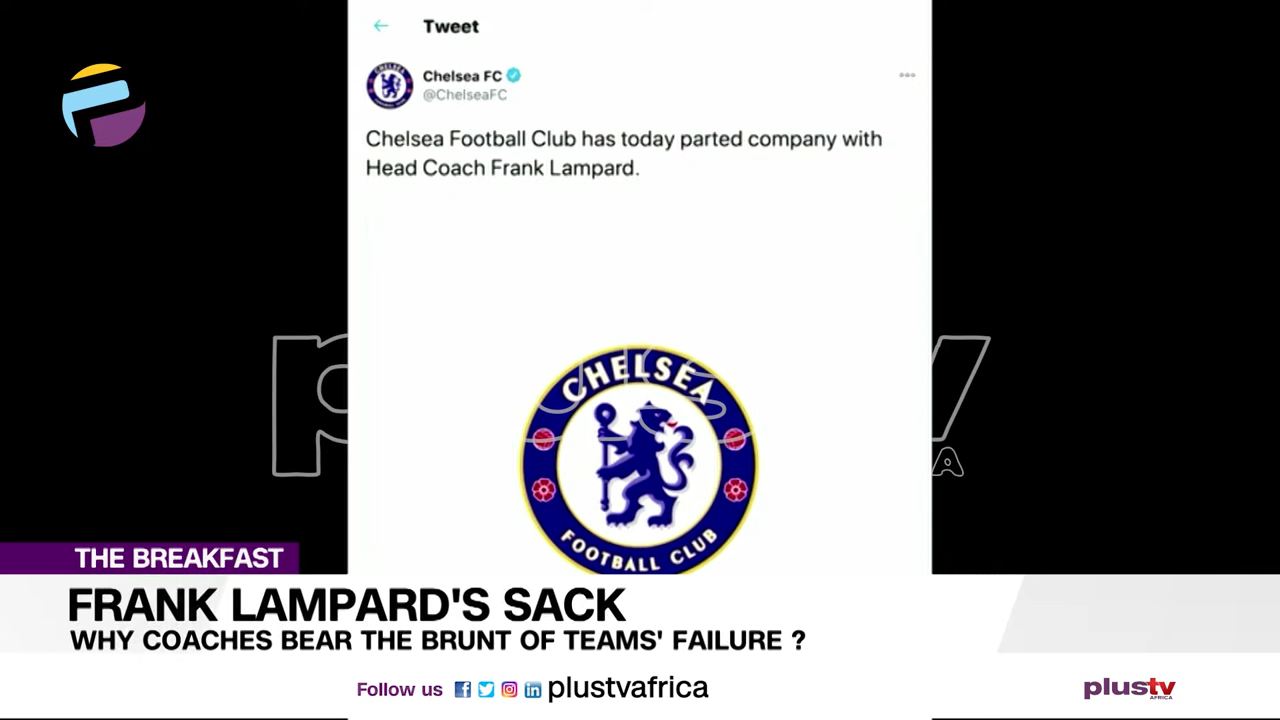 Tweet
Chelsea FC
@ChelseaFC
Chelsea Football Club has today parted company with
Head Coach Frank Lampard.
CHELSEA
FOOTBALL CLUB
THE BREAKFAST
FRANK LAMPARD'S SACK
WHY COACHES BEAR THE BRUNT OF TEAMS' FAILURE ?
Follow us
plustvafrica
plustv
AFRICA